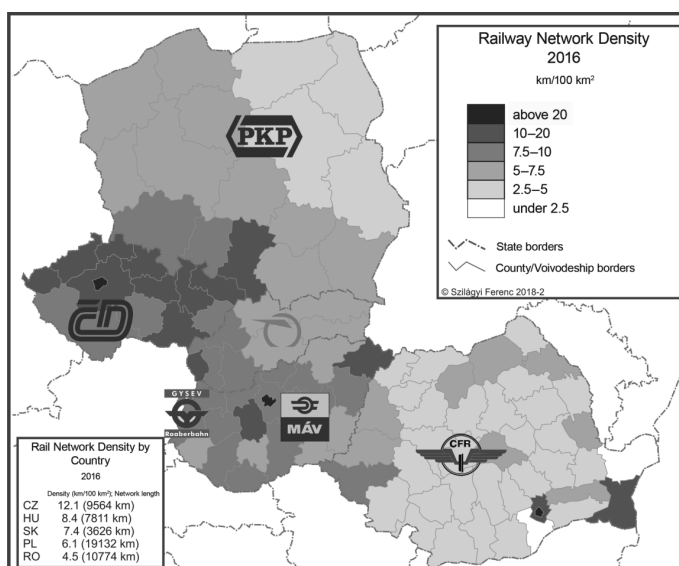 Railway Network Density
2016
km/100 km²
above 20
10–20
7.5–10
5–7.5
2.5–5
under 2.5
State borders
County/Voivodeship borders
© Szilágyi Ferenc 2018-2
PKP
ČD
GYSEV
Raaberbahn
MÁV
CFR
Rail Network Density by
Country
2016
Density (km/100 km²); Network length
CZ 12.1 (9564 km)
HU 8.4 (7811 km)
SK 7.4 (3626 km)
PL 6.1 (19132 km)
RO 4.5 (10774 km)